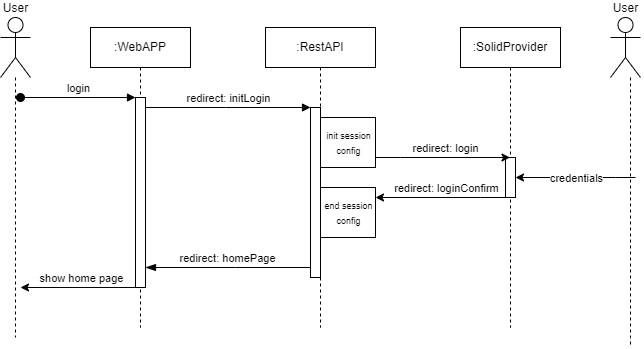 User
User
:WebAPP
:RestAPI
:SolidProvider
login
redirect: initLogin
init session
config
redirect: login
credentials
redirect: loginConfirm
end session
config
redirect: homePage
show home page